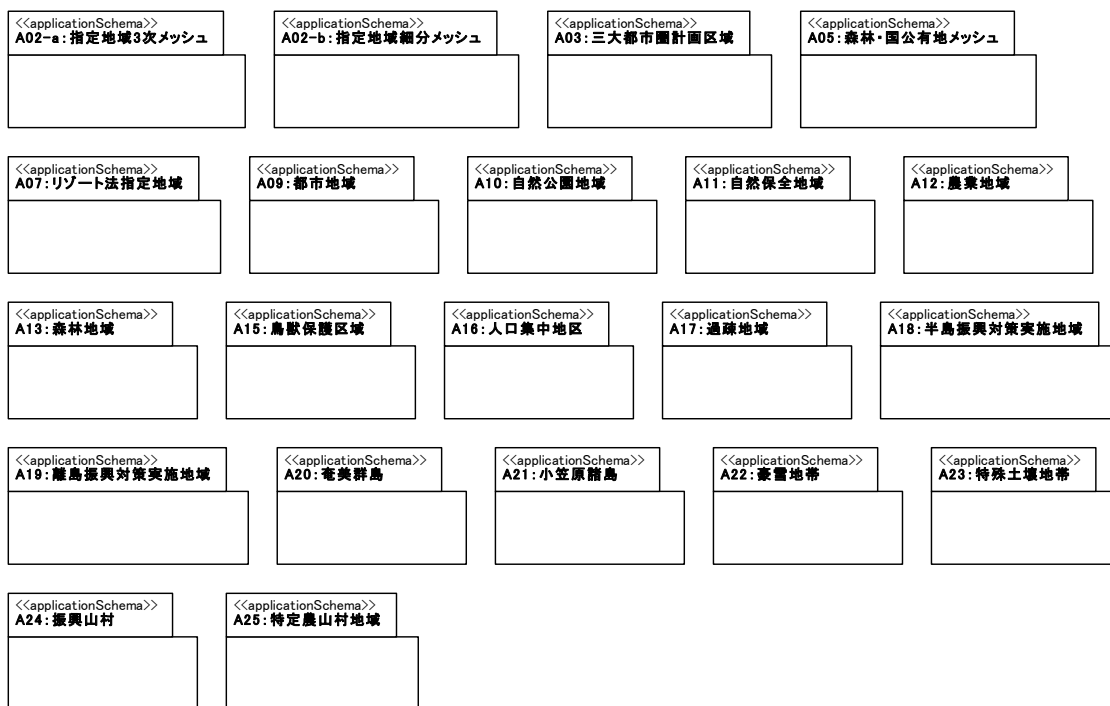 <<applicationSchema>>
A02-a:指定地域3次メッシュ
<<applicationSchema>>
A02-b:指定地域細分メッシュ
<<applicationSchema>>
A03:三大都市圏計画区域
<<applicationSchema>>
A05:森林・国公有地メッシュ
<<applicationSchema>>
A07:リゾート法指定地域
<<applicationSchema>>
A09:都市地域
<<applicationSchema>>
A10:自然公園地域
<<applicationSchema>>
A11:自然保全地域
<<applicationSchema>>
A12:農業地域
<<applicationSchema>>
A13:森林地域
<<applicationSchema>>
A15:鳥獣保護区域
<<applicationSchema>>
A16:人口集中地区
<<applicationSchema>>
A17:過疎地域
<<applicationSchema>>
A18:半島振興対策実施地域
<<applicationSchema>>
A19:離島振興対策実施地域
<<applicationSchema>>
A20:奄美群島
<<applicationSchema>>
A21:小笠原諸島
<<applicationSchema>>
A22:豪雪地帯
<<applicationSchema>>
A23:特殊土壌地帯
<<applicationSchema>>
A24:振興山村
<<applicationSchema>>
A25:特定農山村地域